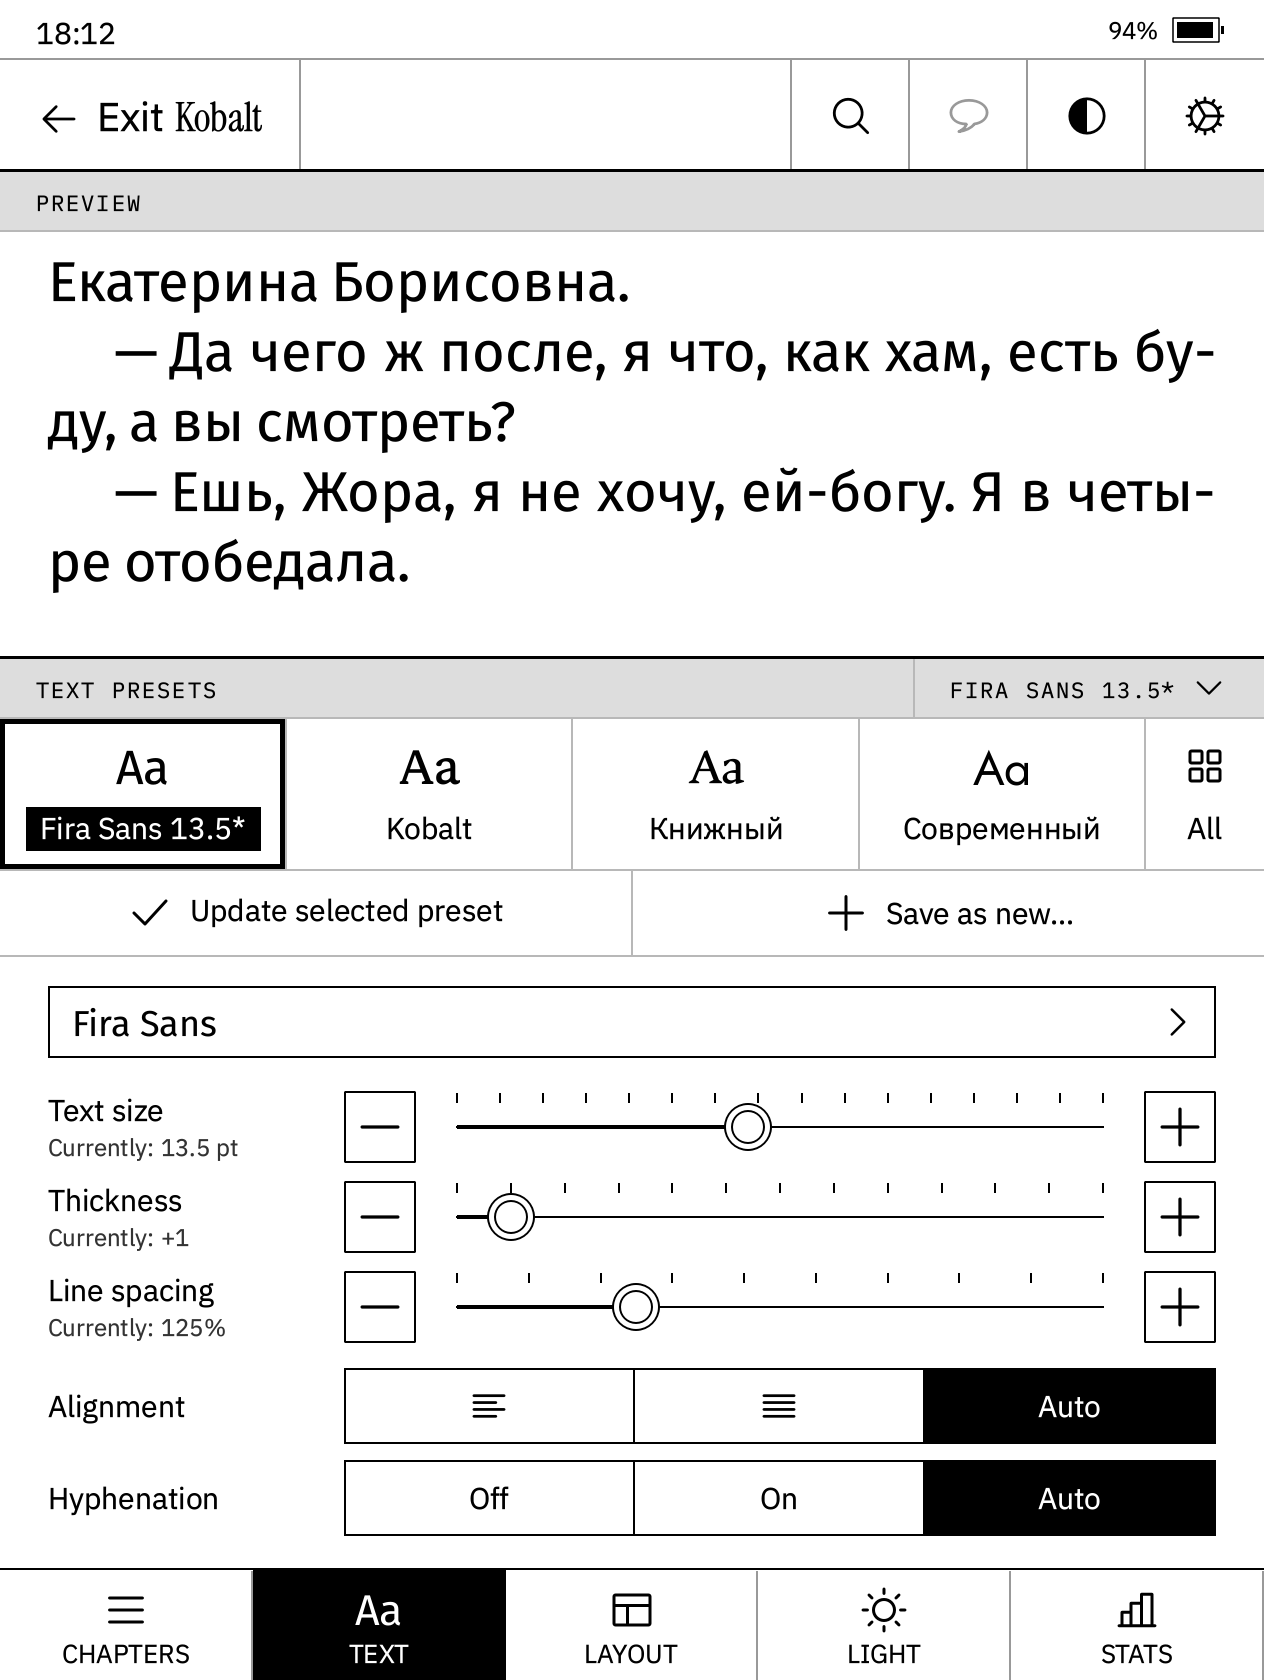 18:12 94%
Exit Kobalt
PREVIEW
Екатерина Борисовна.
— Да чего ж после, я что, как хам, есть бу-
ду, а вы смотреть?
— Ешь, Жора, я не хочу, ей-богу. Я в четы-
ре отобедала.
TEXT PRESETS FIRA SANS 13.5*
Aa Aa Aa Aa
Fira Sans 13.5* Kobalt Книжный Современный All
Update selected preset Save as new...
Fira Sans
Text size
Currently: 13.5 pt
Thickness
Currently: +1
Line spacing
Currently: 125%
Alignment Auto
Hyphenation Off On Auto
Aa
CHAPTERS TEXT LAYOUT LIGHT STATS